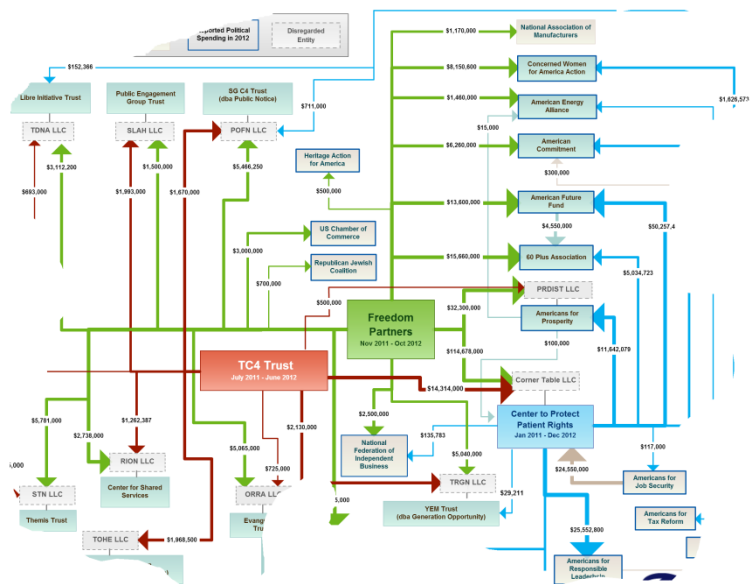 ported Political
Spending in 2012
Disregarded
Entity
$152,366
Libre Initiative Trust
TDNA LLC
Public Engagement
Group Trust
SLAH LLC
SG C4 Trust
(dba Public Notice)
POFN LLC
$711,000
$1,170,000
National Association of
Manufacturers
$8,150,600
Concerned Women
for America Action
$1,460,000
American Energy
Alliance
$15,000
$6,260,000
American
Commitment
$300,000
$3,112,200
$693,000
$1,500,000
$1,993,000
$1,670,000
$5,466,250
Heritage Action
for America
$500,000
$13,600,000
American Future
Fund
$4,550,000
$50,257,4
US Chamber of
Commerce
$3,000,000
Republican Jewish
Coalition
$700,000
$15,660,000
60 Plus Association
$5,034,723
PRDIST LLC
$500,000
$32,300,000
Americans for
Prosperity
$100,000
$11,642,079
Freedom
Partners
Nov 2011 - Oct 2012
$114,678,000
TC4 Trust
July 2011 - June 2012
$14,314,000
Corner Table LLC
Center to Protect
Patient Rights
Jan 2011 - Dec 2012
$5,781,000
$2,738,000
$1,262,387
$5,065,000
$725,000
$2,130,000
$2,500,000
$135,783
National
Federation of
Independent
Business
$5,040,000
$29,211
$24,550,000
$117,000
Americans for
Job Security
STN LLC
Themis Trust
RION LLC
Center for Shared
Services
ORRA LL
Evang
Tru
TRGN LLC
YEM Trust
(dba Generation Opportunity)
Americans for
Tax Reform
TOHE LLC
$1,968,500
$25,552,800
Americans for
Responsible